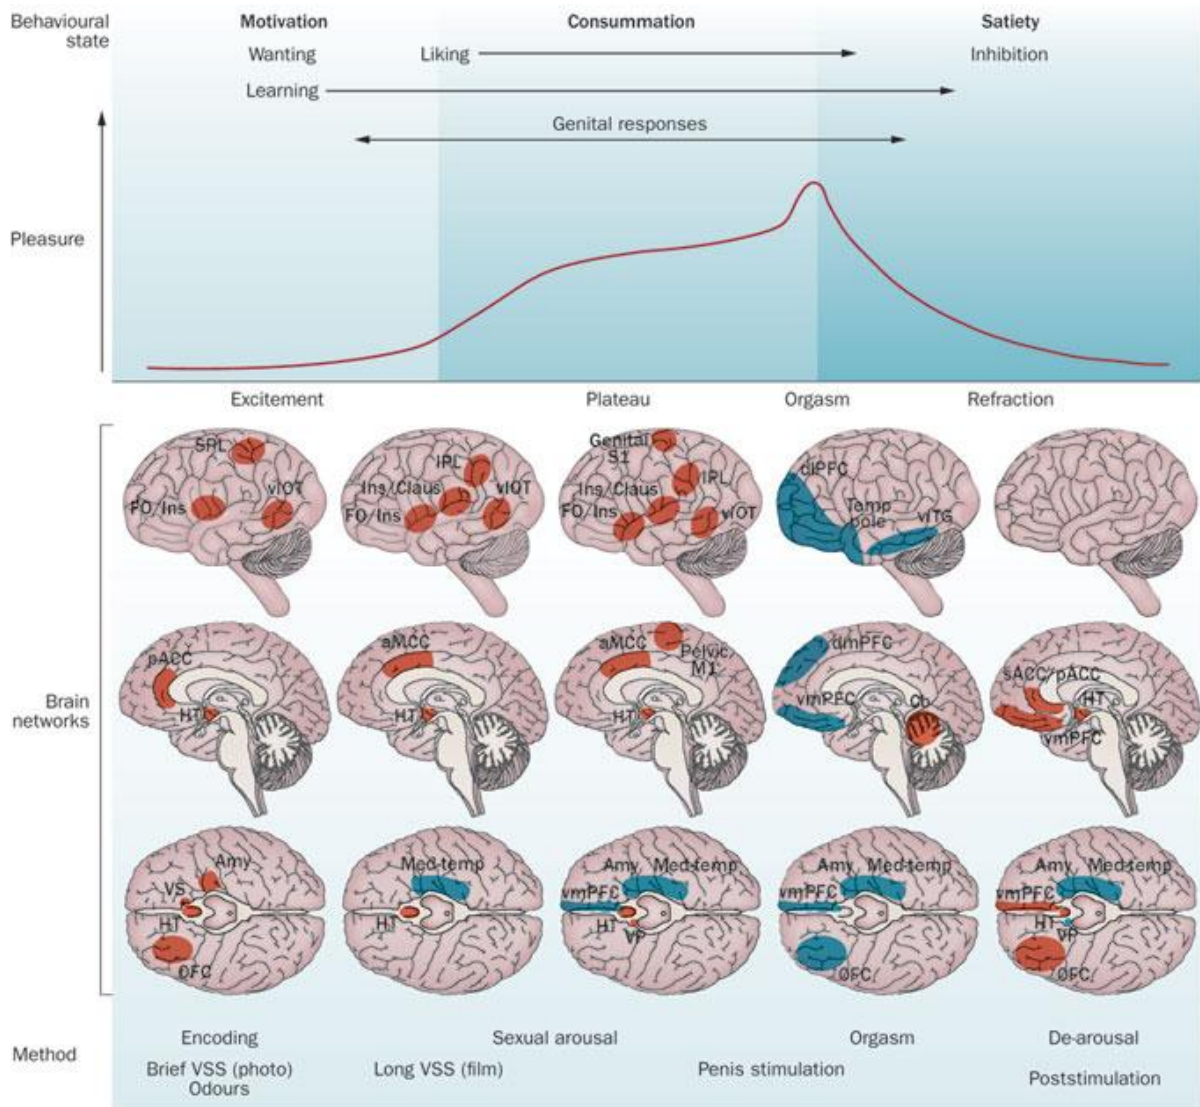 Behavioural
state
Motivation
Consummation
Satiety
Wanting
Liking
Inhibition
Learning
Genital responses
Pleasure
Excitement
Plateau
Orgasm
Refraction
Brain
networks
SPL
FO/Ins
vlOT
IPL
Ins/Claus
FO/Ins
vlOT
Genital
S1
IPL
Ins/Claus
FO/Ins
vlOT
dlPFC
Temp
pole
vITG
pACC
HT
aMCC
HT
aMCC
Pelvic
M1
HT
dmPFC
vmPFC
Cb
sACC/pACC
HT
vmPFC
Amy
VS
HT
OFC
Med temp
HT
Amy
Med temp
vmPFC
HT
VP
Amy
Med temp
vmPFC
OFC
Amy
Med temp
vmPFC
HT
VP
OFC
Method
Encoding
Sexual arousal
Orgasm
De-arousal
Brief VSS (photo)
Odours
Long VSS (film)
Penis stimulation
Poststimulation